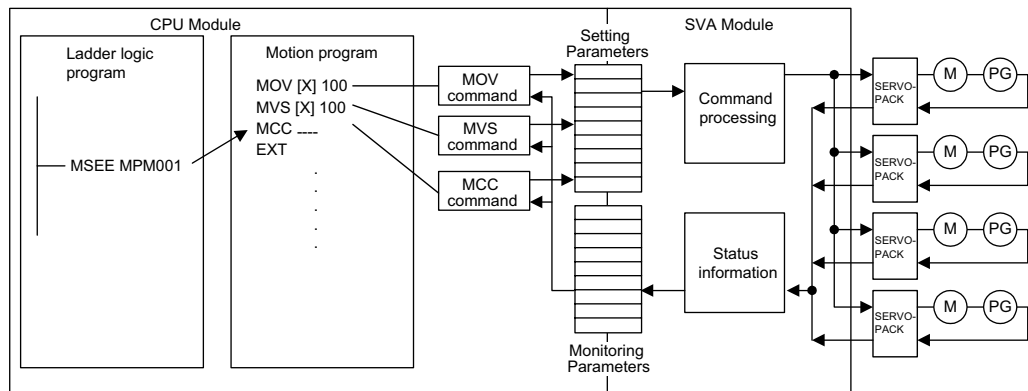 CPU Module
SVA Module
Ladder logic
program
MSEE MPM001
Motion program
MOV [X] 100
MVS [X] 100
MCC ----
EXT
MOV
command
MVS
command
MCC
command
Setting
Parameters
Monitoring
Parameters
Command
processing
Status
information
SERVO-
PACK
M
PG
SERVO-
PACK
M
PG
SERVO-
PACK
M
PG
SERVO-
PACK
M
PG